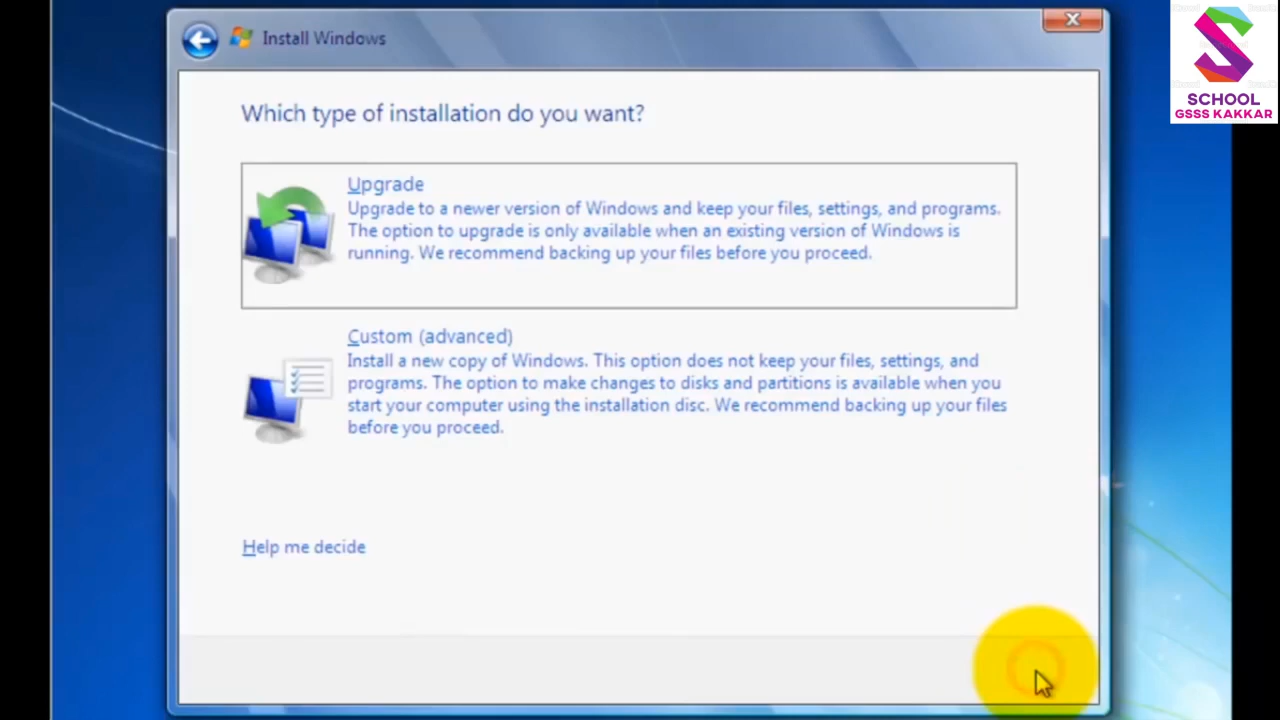 Install Windows
SCHOOL
GSSS KAKKAR
Which type of installation do you want?
Upgrade
Upgrade to a newer version of Windows and keep your files, settings, and programs.
The option to upgrade is only available when an existing version of Windows is
running. We recommend backing up your files before you proceed.
Custom (advanced)
Install a new copy of Windows. This option does not keep your files, settings, and
programs. The option to make changes to disks and partitions is available when you
start your computer using the installation disc. We recommend backing up your files
before you proceed.
Help me decide